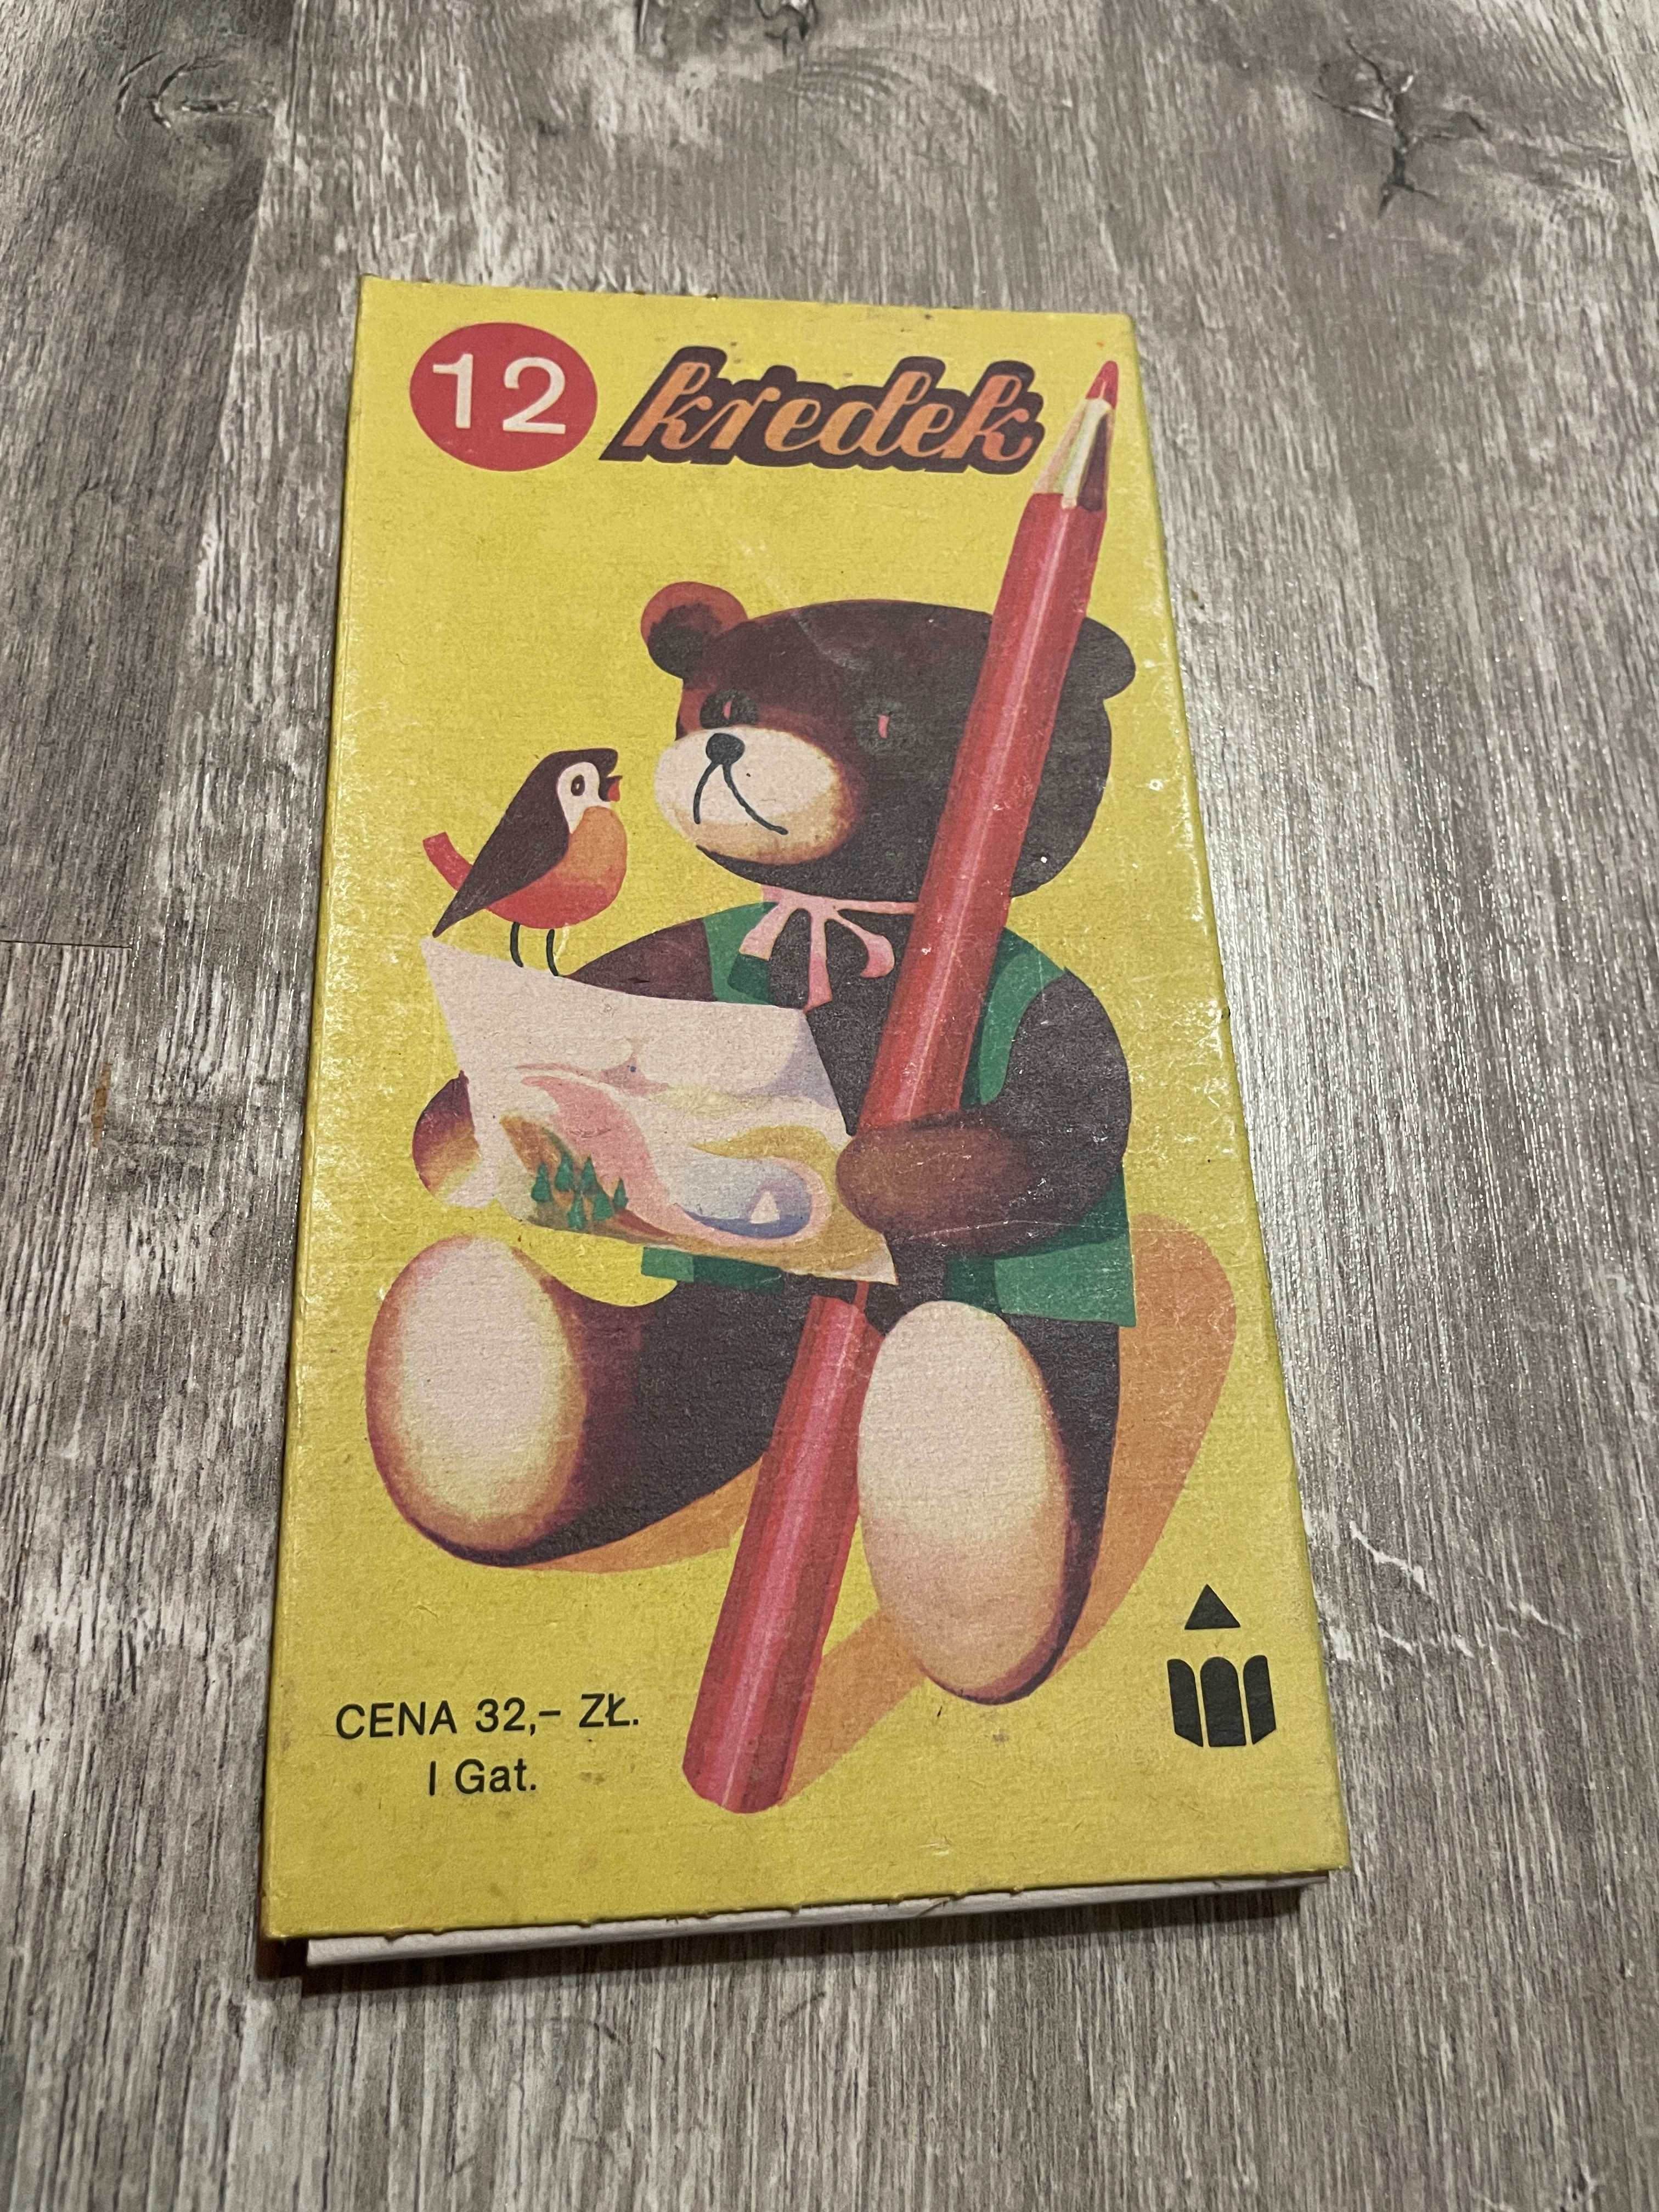 12 kredek
CENA 32,– ZŁ.
I Gat.